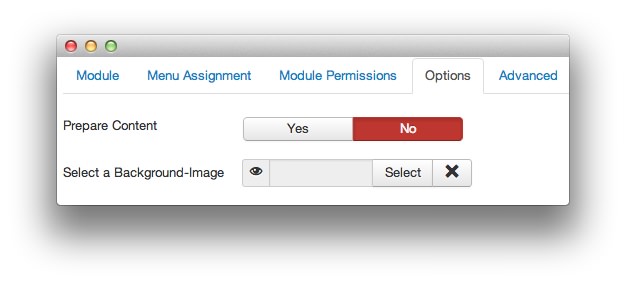 Module Menu Assignment Module Permissions Options Advanced
Prepare Content Yes No
Select a Background-Image Select